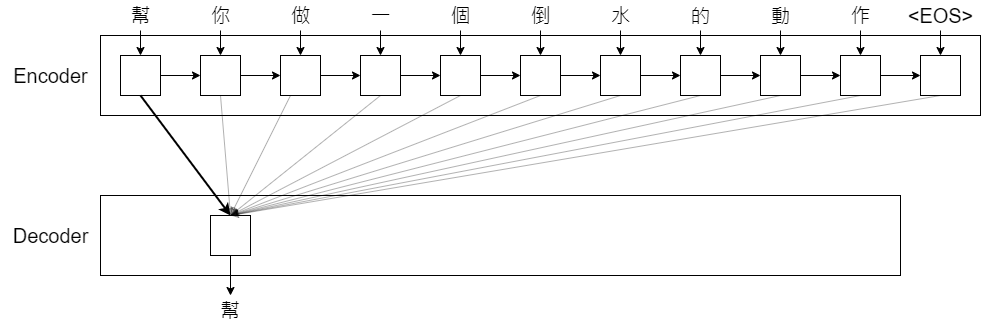 幫 你 做 一 個 倒 水 的 動 作 <EOS>
Encoder
Decoder
幫